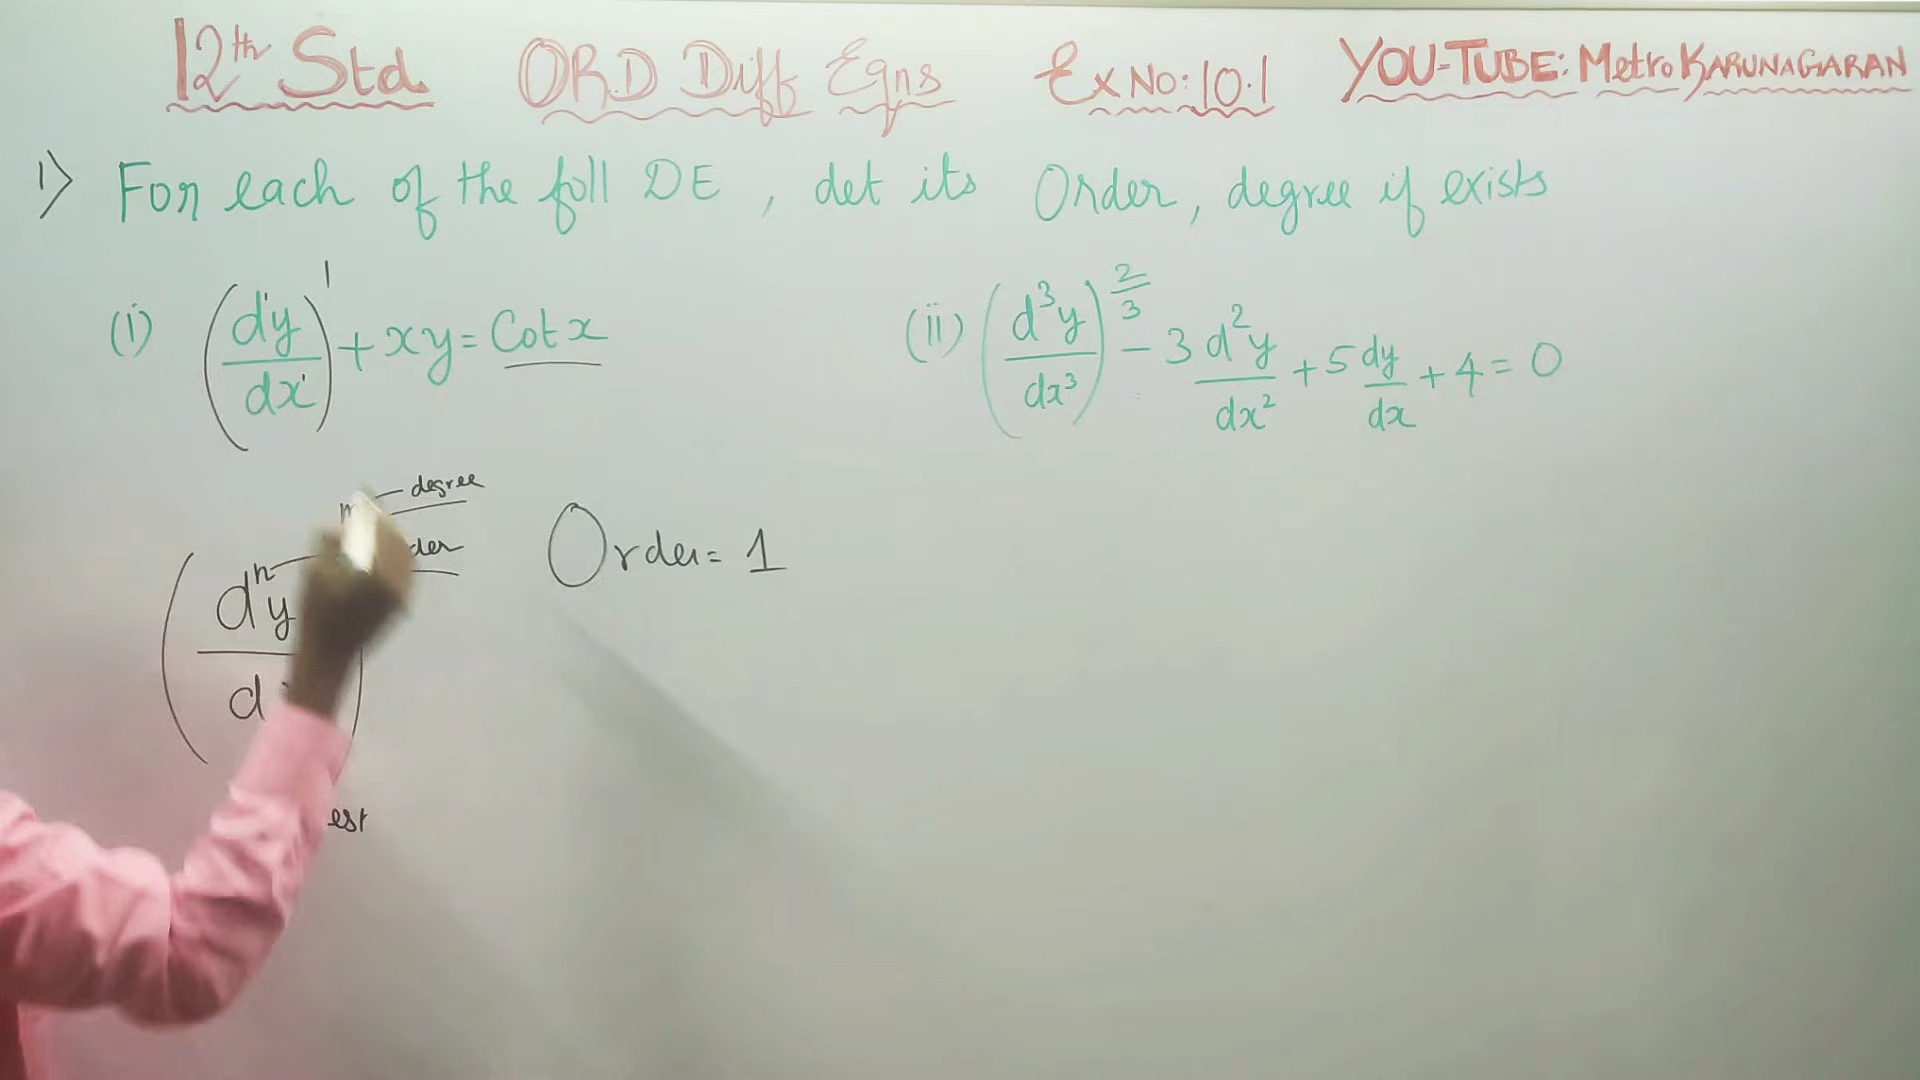 12th Std ORD Diff Eqns Ex No: 10.1 YOU-TUBE: Metro KARUNAGARAN
1) For each of the foll DE, det its Order, degree if exists
(i) (dy/dx)^1 + xy = Cot x (ii) (d³y/dx³)^(2/3) - 3 d²y/dx² + 5 dy/dx + 4 = 0
degree
Order = 1